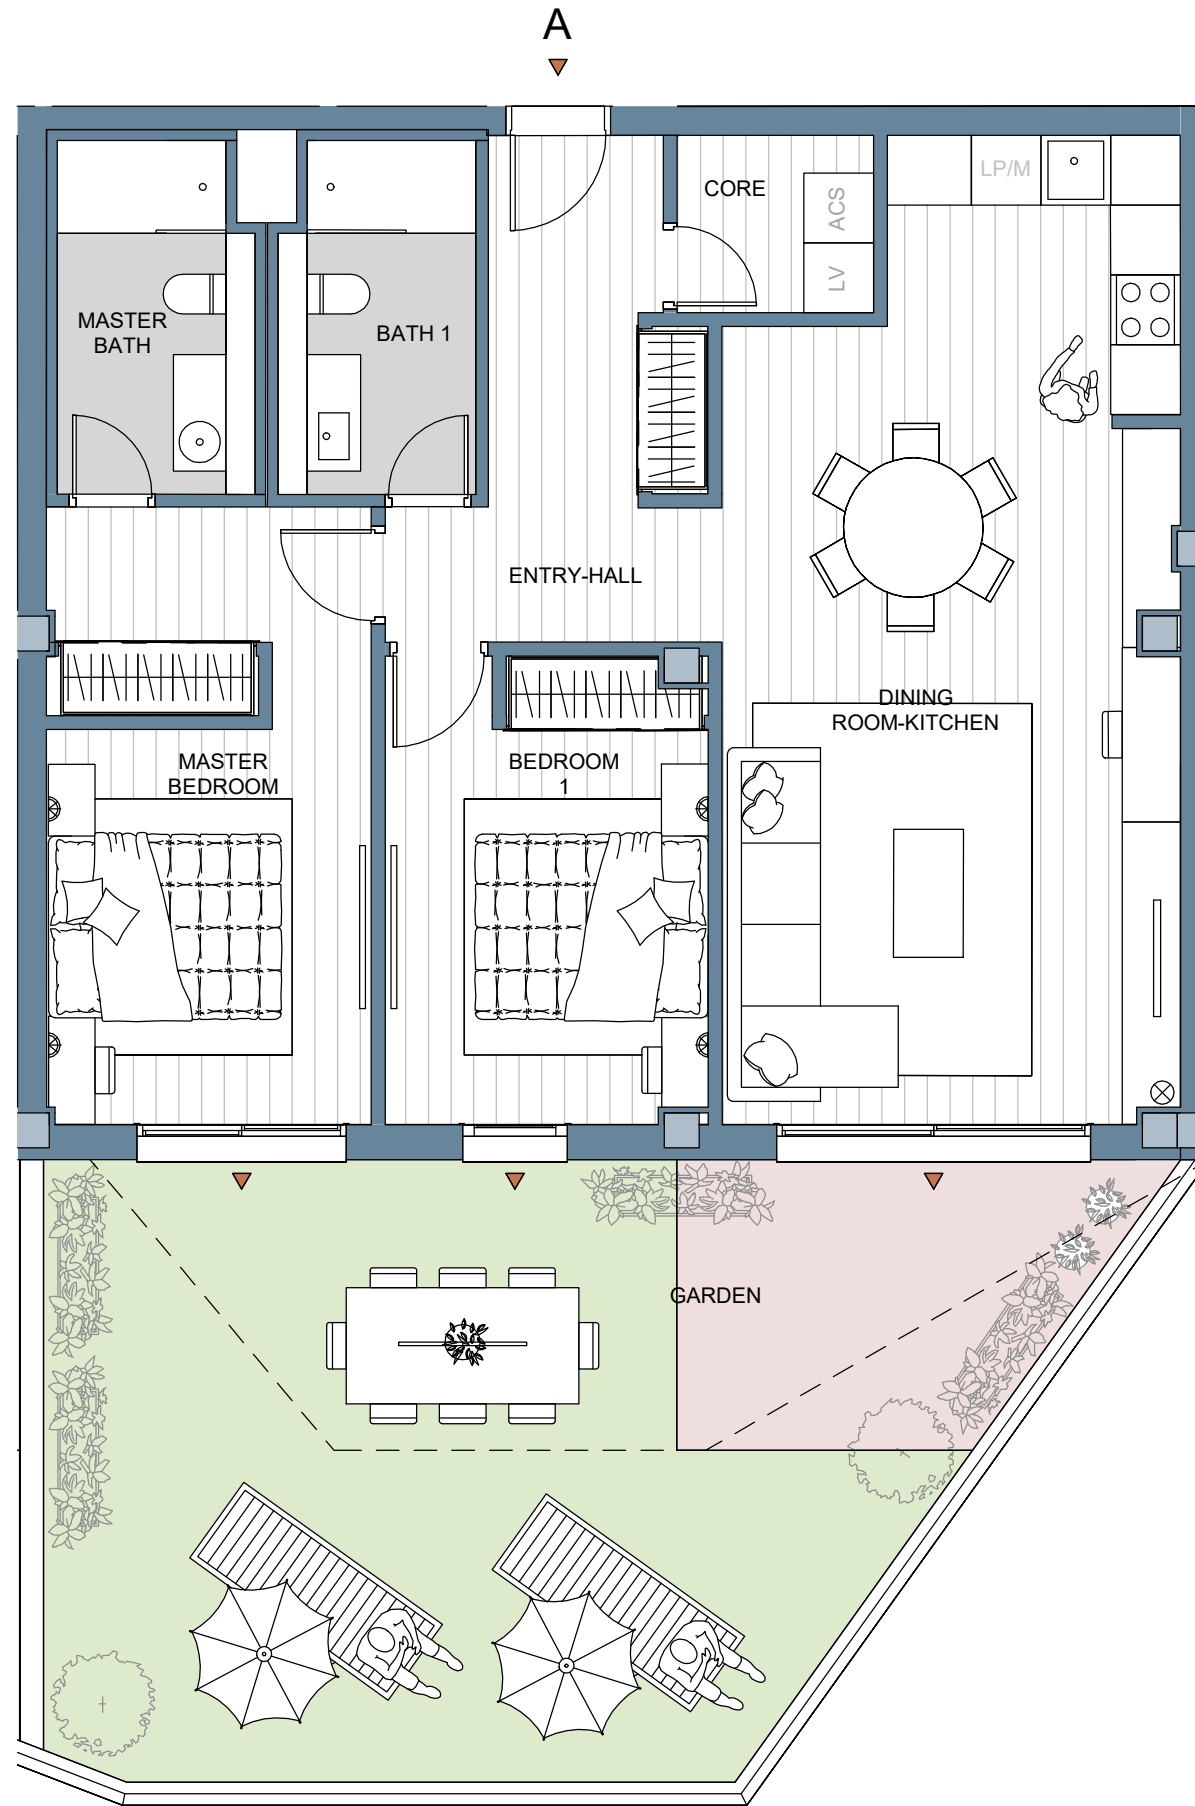 A
CORE
LP/M
ACS
LV
MASTER
BATH
BATH 1
ENTRY-HALL
DINING
ROOM-KITCHEN
MASTER
BEDROOM
BEDROOM
1
GARDEN